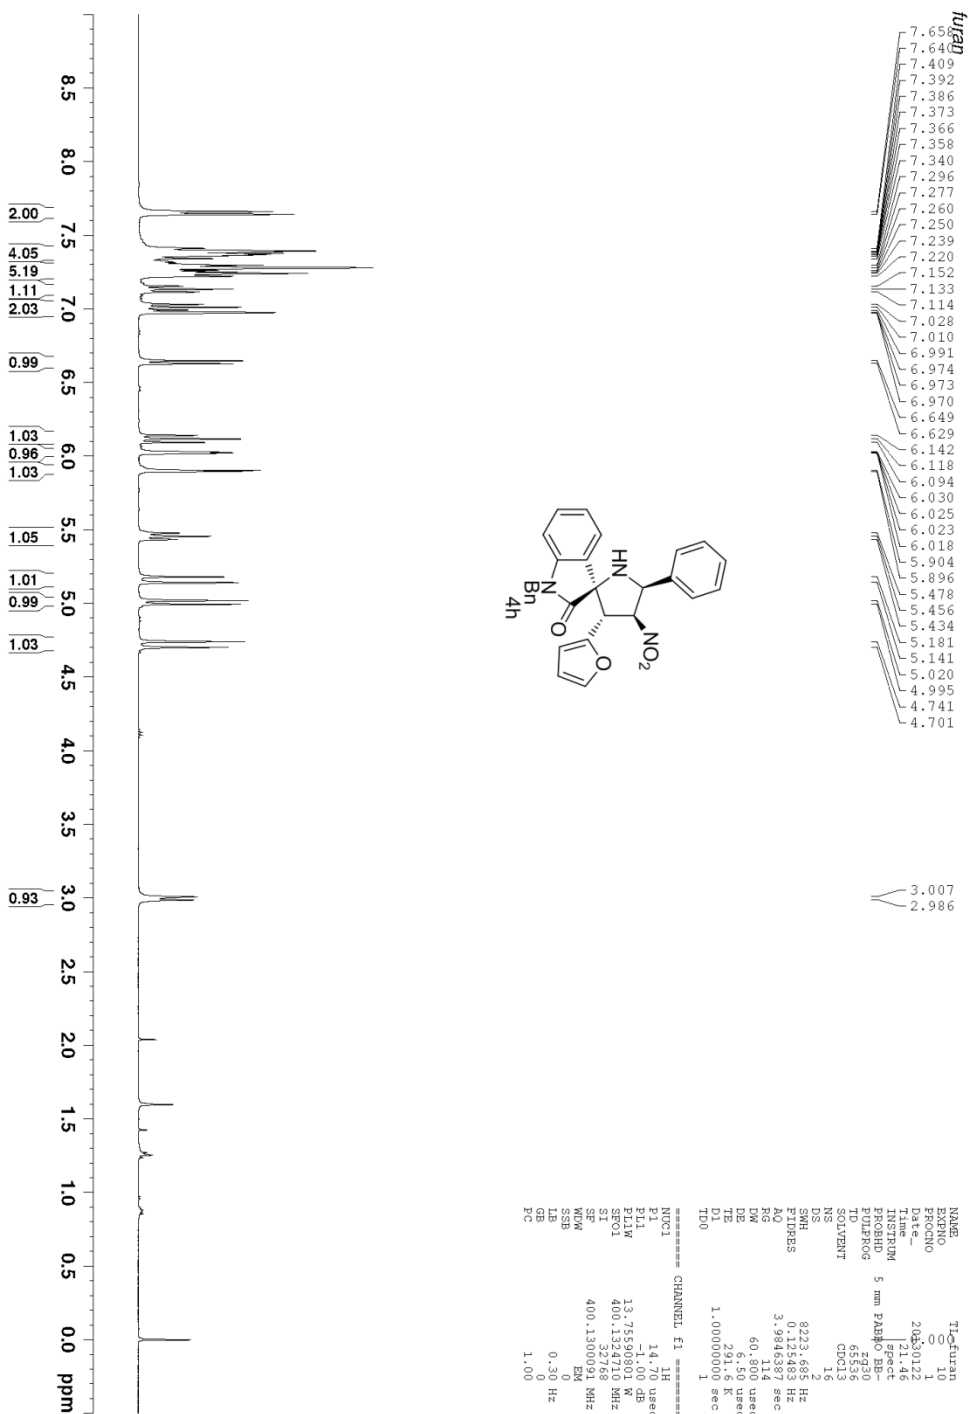 furan
7.658
7.640
7.409
7.392
7.386
7.373
7.366
7.358
7.340
7.296
7.277
7.260
7.250
7.239
7.220
7.152
7.133
7.114
7.028
7.010
6.991
6.974
6.973
6.970
6.649
6.629
6.142
6.118
6.094
6.030
6.025
6.023
6.018
5.904
5.896
5.478
5.456
5.434
5.181
5.141
5.020
4.995
4.741
4.701
3.007
2.986
HN
NO2
O
O
N
Bn
4h
8.5 8.0 7.5 7.0 6.5 6.0 5.5 5.0 4.5 4.0 3.5 3.0 2.5 2.0 1.5 1.0 0.5 0.0 ppm
2.00
4.05
5.19
1.11
2.03
0.99
1.03
0.96
1.03
1.05
1.01
0.99
1.03
0.93
NAME TL-furan
EXPNO 10
PROCNO 1
Date_ 20130122
Time 21.46
INSTRUM spect
PROBHD 5 mm PABBO BB-
PULPROG zg30
TD 65536
SOLVENT CDCl3
NS 16
DS 2
SWH 8223.685 Hz
FIDRES 0.125483 Hz
AQ 3.9846387 sec
RG 114
DW 60.800 usec
DE 6.50 usec
TE 291.6 K
D1 1.00000000 sec
TD0 1
======== CHANNEL f1 ========
NUC1 1H
P1 14.70 usec
PL1 -1.00 dB
PL1W 13.75590801 W
SFO1 400.1324710 MHz
SI 32768
SF 400.1300091 MHz
WDW EM
SSB 0
LB 0.30 Hz
GB 0
PC 1.00